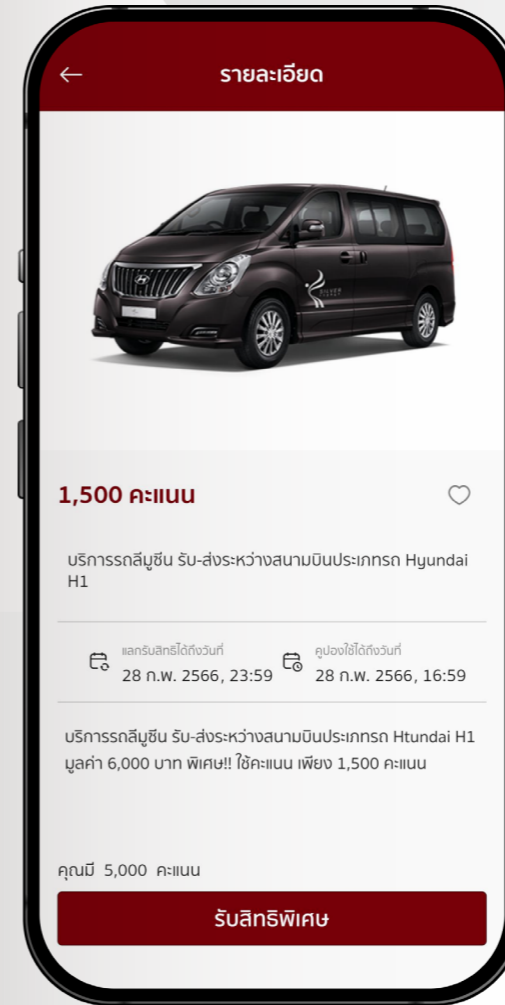 รายละเอียด
SILVER
1,500 คะแนน
บริการรถลีมูซีน รับ-ส่งระหว่างสนามบินประเภทรถ Hyundai
H1
แลกรับสิทธิได้ถึงวันที่
28 ก.พ. 2566, 23:59
คูปองใช้ได้ถึงวันที่
28 ก.พ. 2566, 16:59
บริการรถลีมูซีน รับ-ส่งระหว่างสนามบินประเภทรถ Htundai H1
มูลค่า 6,000 บาท พิเศษ!! ใช้คะแนน เพียง 1,500 คะแนน
คุณมี 5,000 คะแนน
รับสิทธิพิเศษ